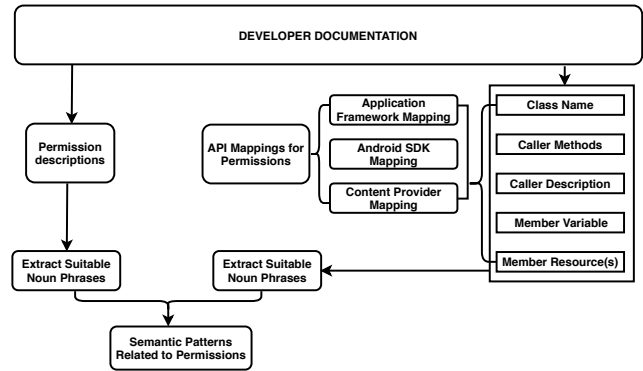 DEVELOPER DOCUMENTATION
Permission
descriptions
API Mappings for
Permissions
Application
Framework Mapping
Android SDK
Mapping
Content Provider
Mapping
Class Name
Caller Methods
Caller Description
Member Variable
Member Resource(s)
Extract Suitable
Noun Phrases
Extract Suitable
Noun Phrases
Semantic Patterns
Related to Permissions